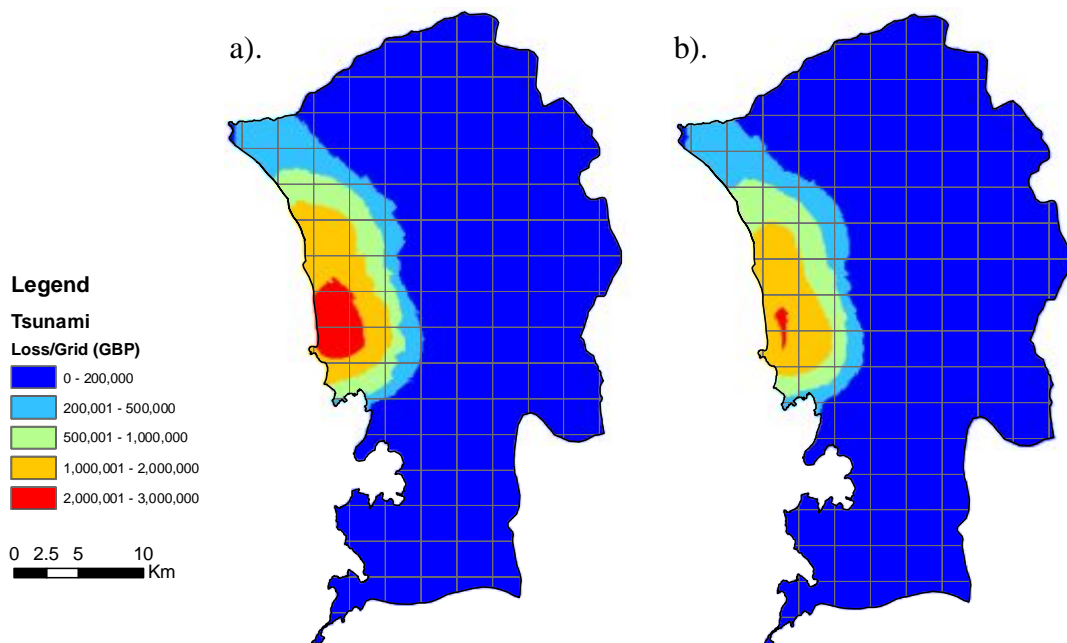 a).
b).
Legend
Tsunami
Loss/Grid (GBP)
0 - 200,000
200,001 - 500,000
500,001 - 1,000,000
1,000,001 - 2,000,000
2,000,001 - 3,000,000
0 2.5 5 10
Km